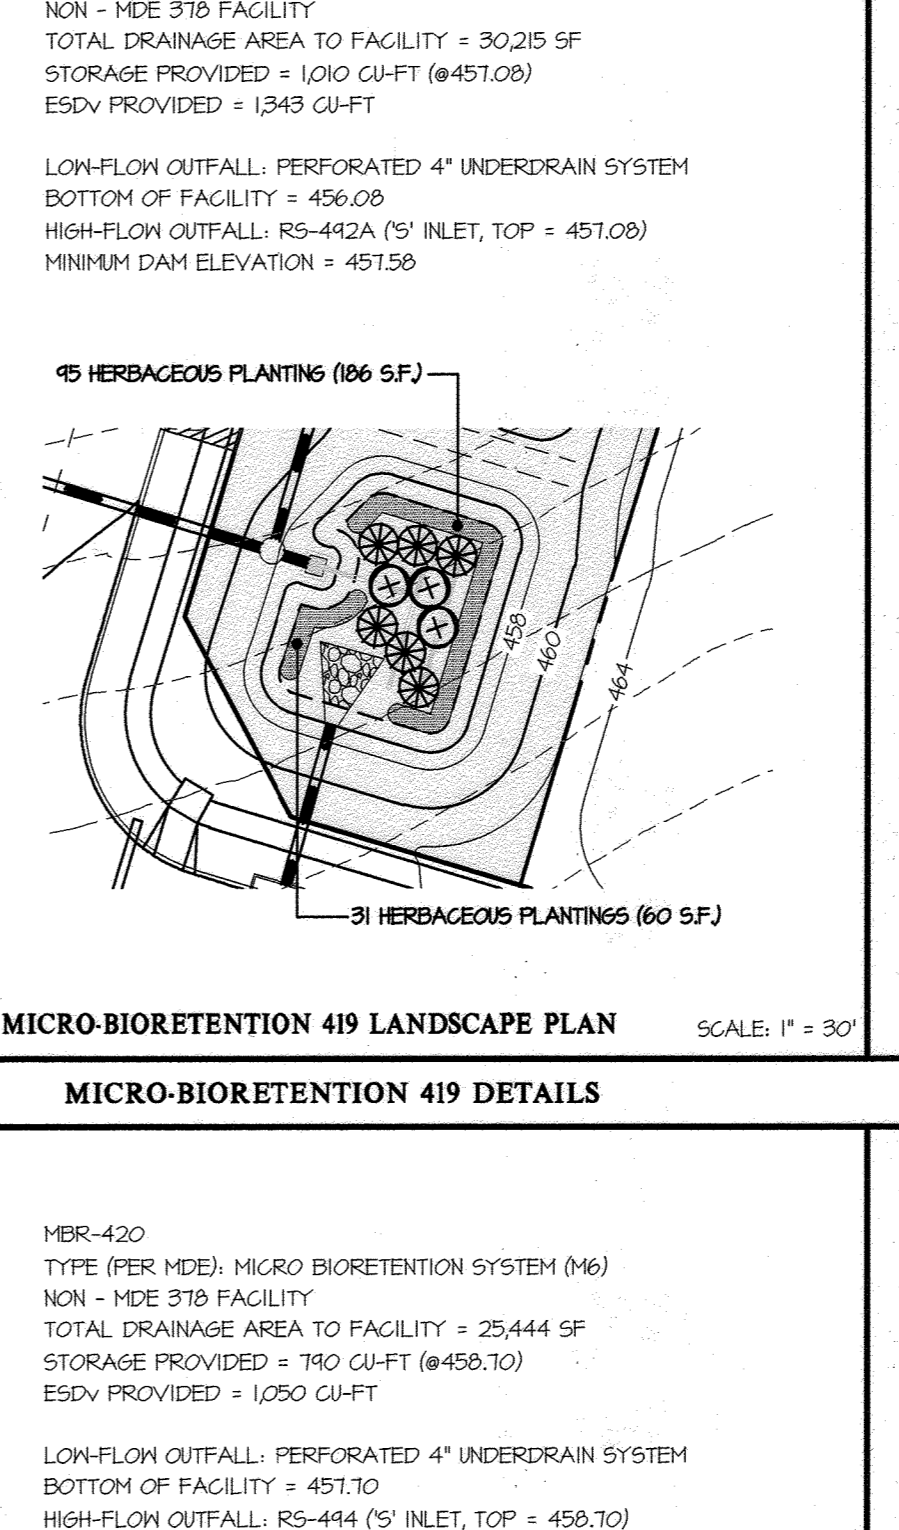 NON - MDE 378 FACILITY
TOTAL DRAINAGE AREA TO FACILITY = 30,215 SF
STORAGE PROVIDED = 1,010 CU-FT (@457.08)
ESDv PROVIDED = 1,343 CU-FT
LOW-FLOW OUTFALL: PERFORATED 4" UNDERDRAIN SYSTEM
BOTTOM OF FACILITY = 456.08
HIGH-FLOW OUTFALL: RS-492A ('S' INLET, TOP = 457.08)
MINIMUM DAM ELEVATION = 457.58
95 HERBACEOUS PLANTING (186 S.F.)
458
460
464
31 HERBACEOUS PLANTINGS (60 S.F.)
MICRO-BIORETENTION 419 LANDSCAPE PLAN
SCALE: 1" = 30'
MICRO-BIORETENTION 419 DETAILS
MBR-420
TYPE (PER MDE): MICRO BIORETENTION SYSTEM (M6)
NON - MDE 378 FACILITY
TOTAL DRAINAGE AREA TO FACILITY = 25,444 SF
STORAGE PROVIDED = 790 CU-FT (@458.70)
ESDv PROVIDED = 1,050 CU-FT
LOW-FLOW OUTFALL: PERFORATED 4" UNDERDRAIN SYSTEM
BOTTOM OF FACILITY = 457.70
HIGH-FLOW OUTFALL: RS-494 ('S' INLET, TOP = 458.70)